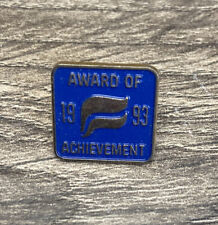 AWARD OF
19 93
ACHIEVEMENT